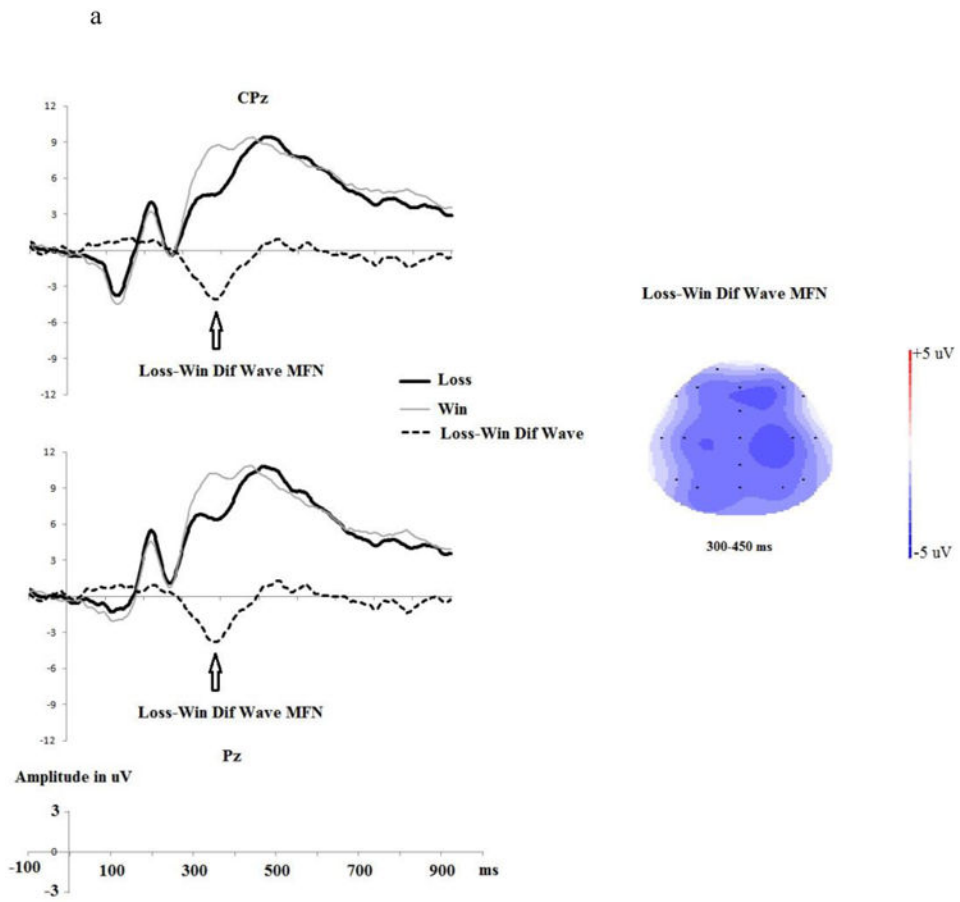 a
CPz
12
9
6
3
0
-3
-6
-9
-12
Loss-Win Dif Wave MFN
Loss
Win
Loss-Win Dif Wave
12
9
6
3
0
-3
-6
-9
-12
Loss-Win Dif Wave MFN
Pz
Amplitude in uV
3
0
-3
-100 100 300 500 700 900 ms
Loss-Win Dif Wave MFN
+5 uV
-5 uV
300-450 ms